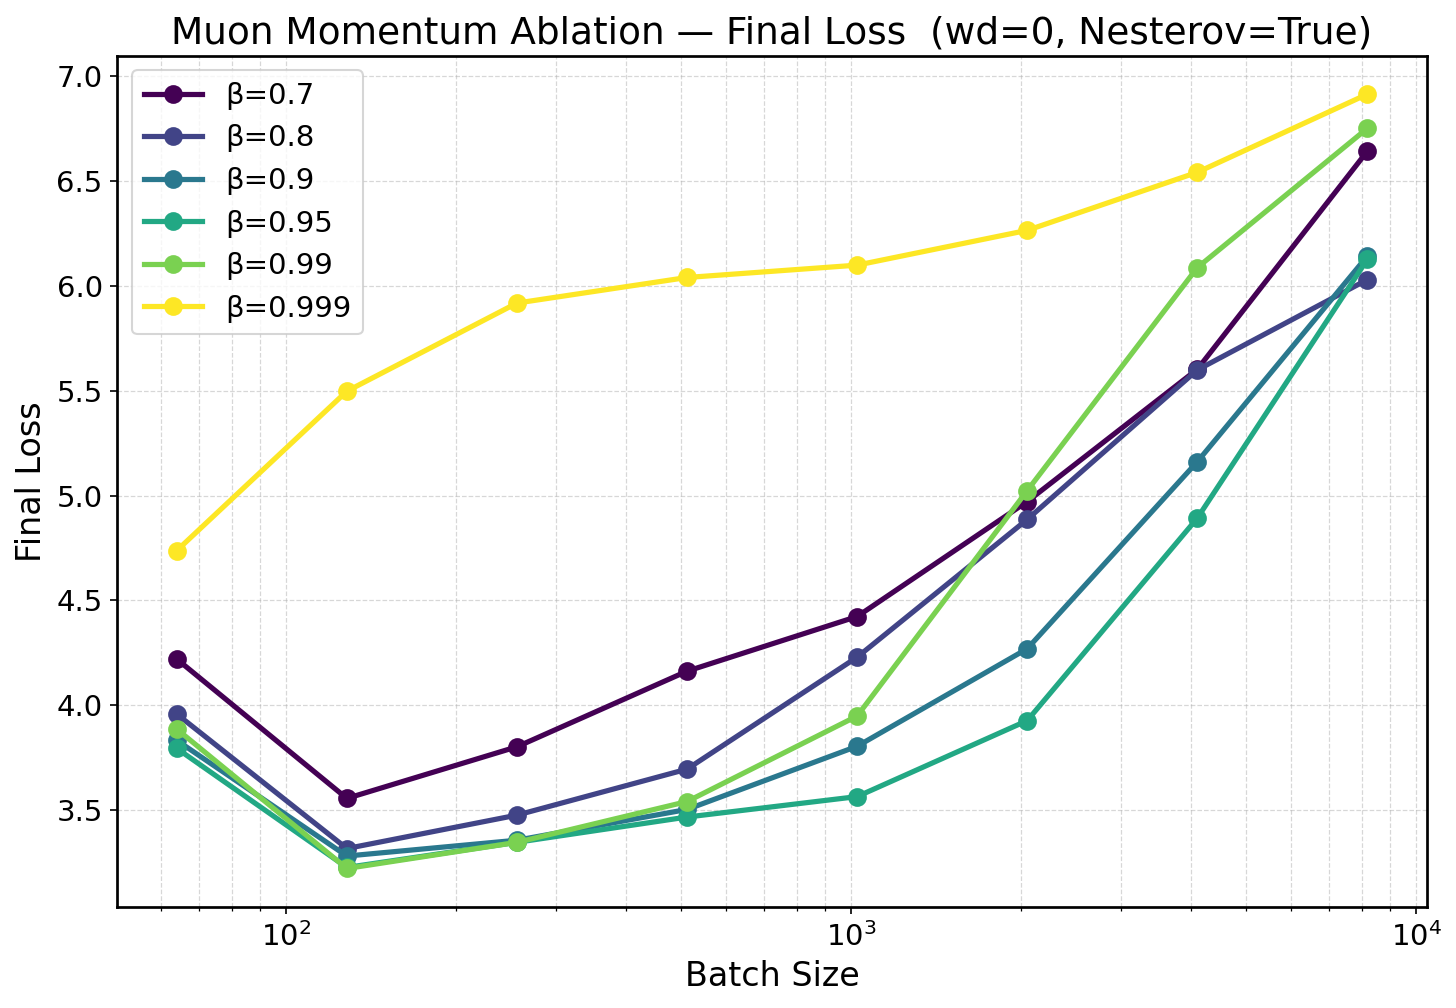 Muon Momentum Ablation — Final Loss (wd=0, Nesterov=True)
7.0
6.5
6.0
5.5
5.0
4.5
4.0
3.5
Final Loss
β=0.7
β=0.8
β=0.9
β=0.95
β=0.99
β=0.999
10²
10³
10⁴
Batch Size